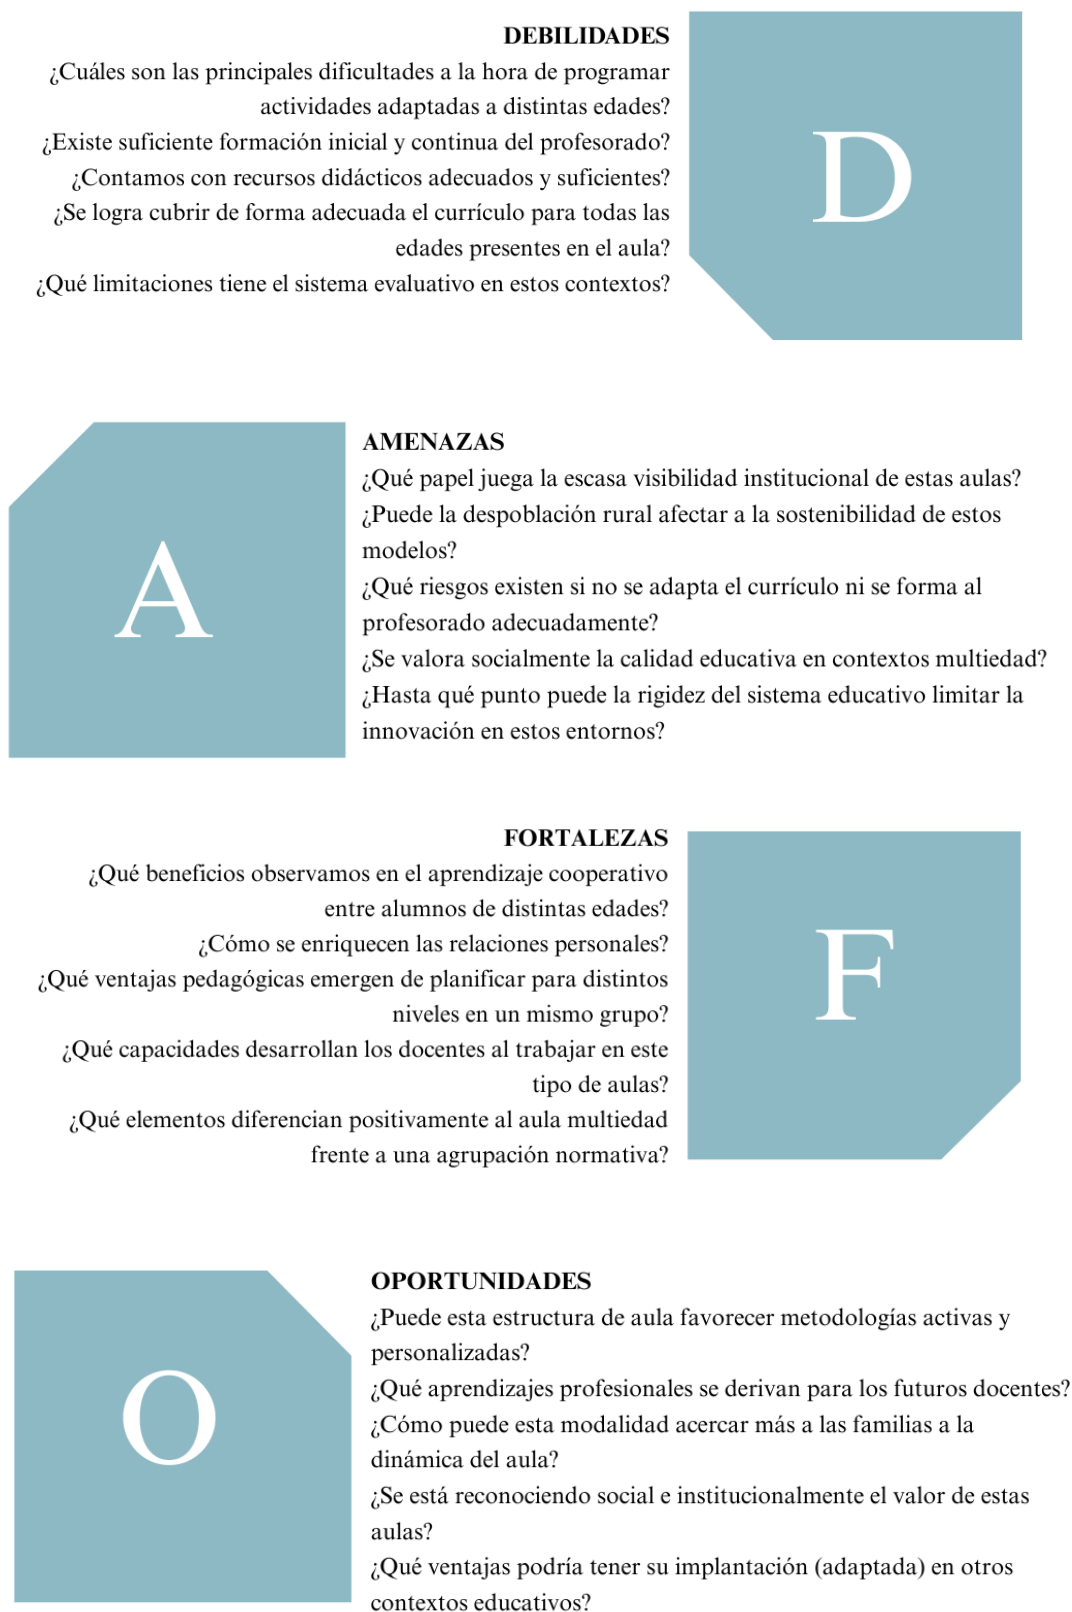 DEBILIDADES
¿Cuáles son las principales dificultades a la hora de programar
actividades adaptadas a distintas edades?
¿Existe suficiente formación inicial y continua del profesorado?
¿Contamos con recursos didácticos adecuados y suficientes?
¿Se logra cubrir de forma adecuada el currículo para todas las
edades presentes en el aula?
¿Qué limitaciones tiene el sistema evaluativo en estos contextos?
D
A
AMENAZAS
¿Qué papel juega la escasa visibilidad institucional de estas aulas?
¿Puede la despoblación rural afectar a la sostenibilidad de estos
modelos?
¿Qué riesgos existen si no se adapta el currículo ni se forma al
profesorado adecuadamente?
¿Se valora socialmente la calidad educativa en contextos multiedad?
¿Hasta qué punto puede la rigidez del sistema educativo limitar la
innovación en estos entornos?
FORTALEZAS
¿Qué beneficios observamos en el aprendizaje cooperativo
entre alumnos de distintas edades?
¿Cómo se enriquecen las relaciones personales?
¿Qué ventajas pedagógicas emergen de planificar para distintos
niveles en un mismo grupo?
¿Qué capacidades desarrollan los docentes al trabajar en este
tipo de aulas?
¿Qué elementos diferencian positivamente al aula multiedad
frente a una agrupación normativa?
F
O
OPORTUNIDADES
¿Puede esta estructura de aula favorecer metodologías activas y
personalizadas?
¿Qué aprendizajes profesionales se derivan para los futuros docentes?
¿Cómo puede esta modalidad acercar más a las familias a la
dinámica del aula?
¿Se está reconociendo social e institucionalmente el valor de estas
aulas?
¿Qué ventajas podría tener su implantación (adaptada) en otros
contextos educativos?